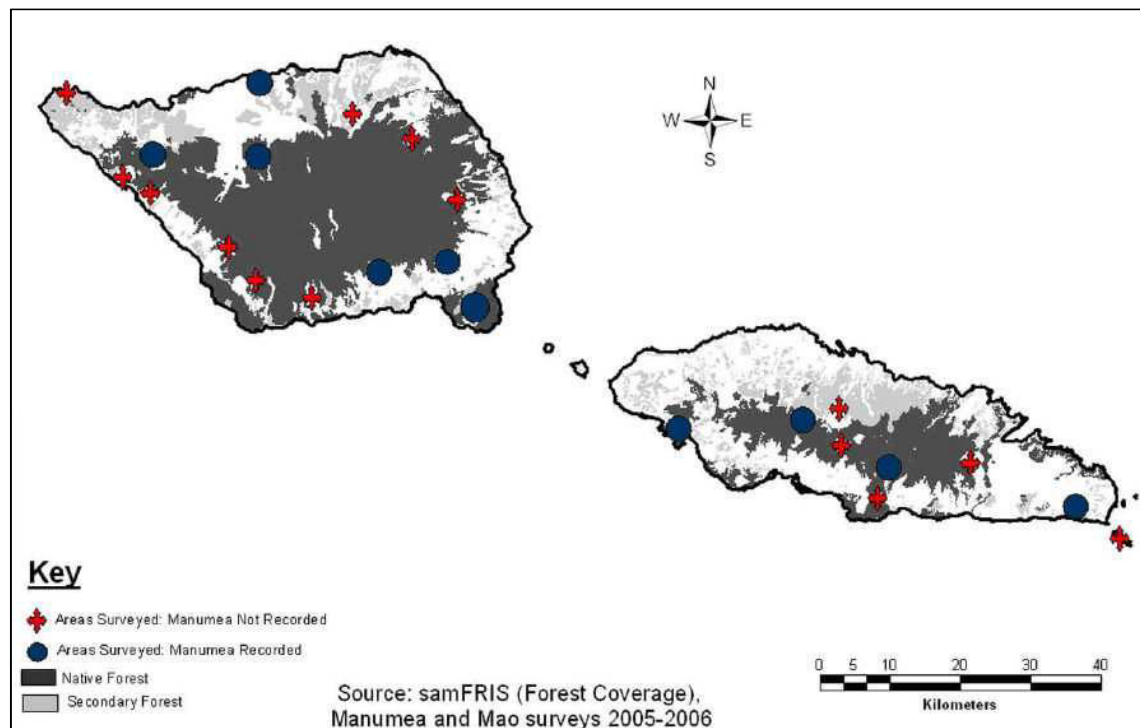 N
W E
S
Key
Areas Surveyed: Manumea Not Recorded
Areas Surveyed: Manumea Recorded
Native Forest
Secondary Forest
Source: samFRIS (Forest Coverage),
Manumea and Mao surveys 2005-2006
0 5 10 20 30 40
Kilometers